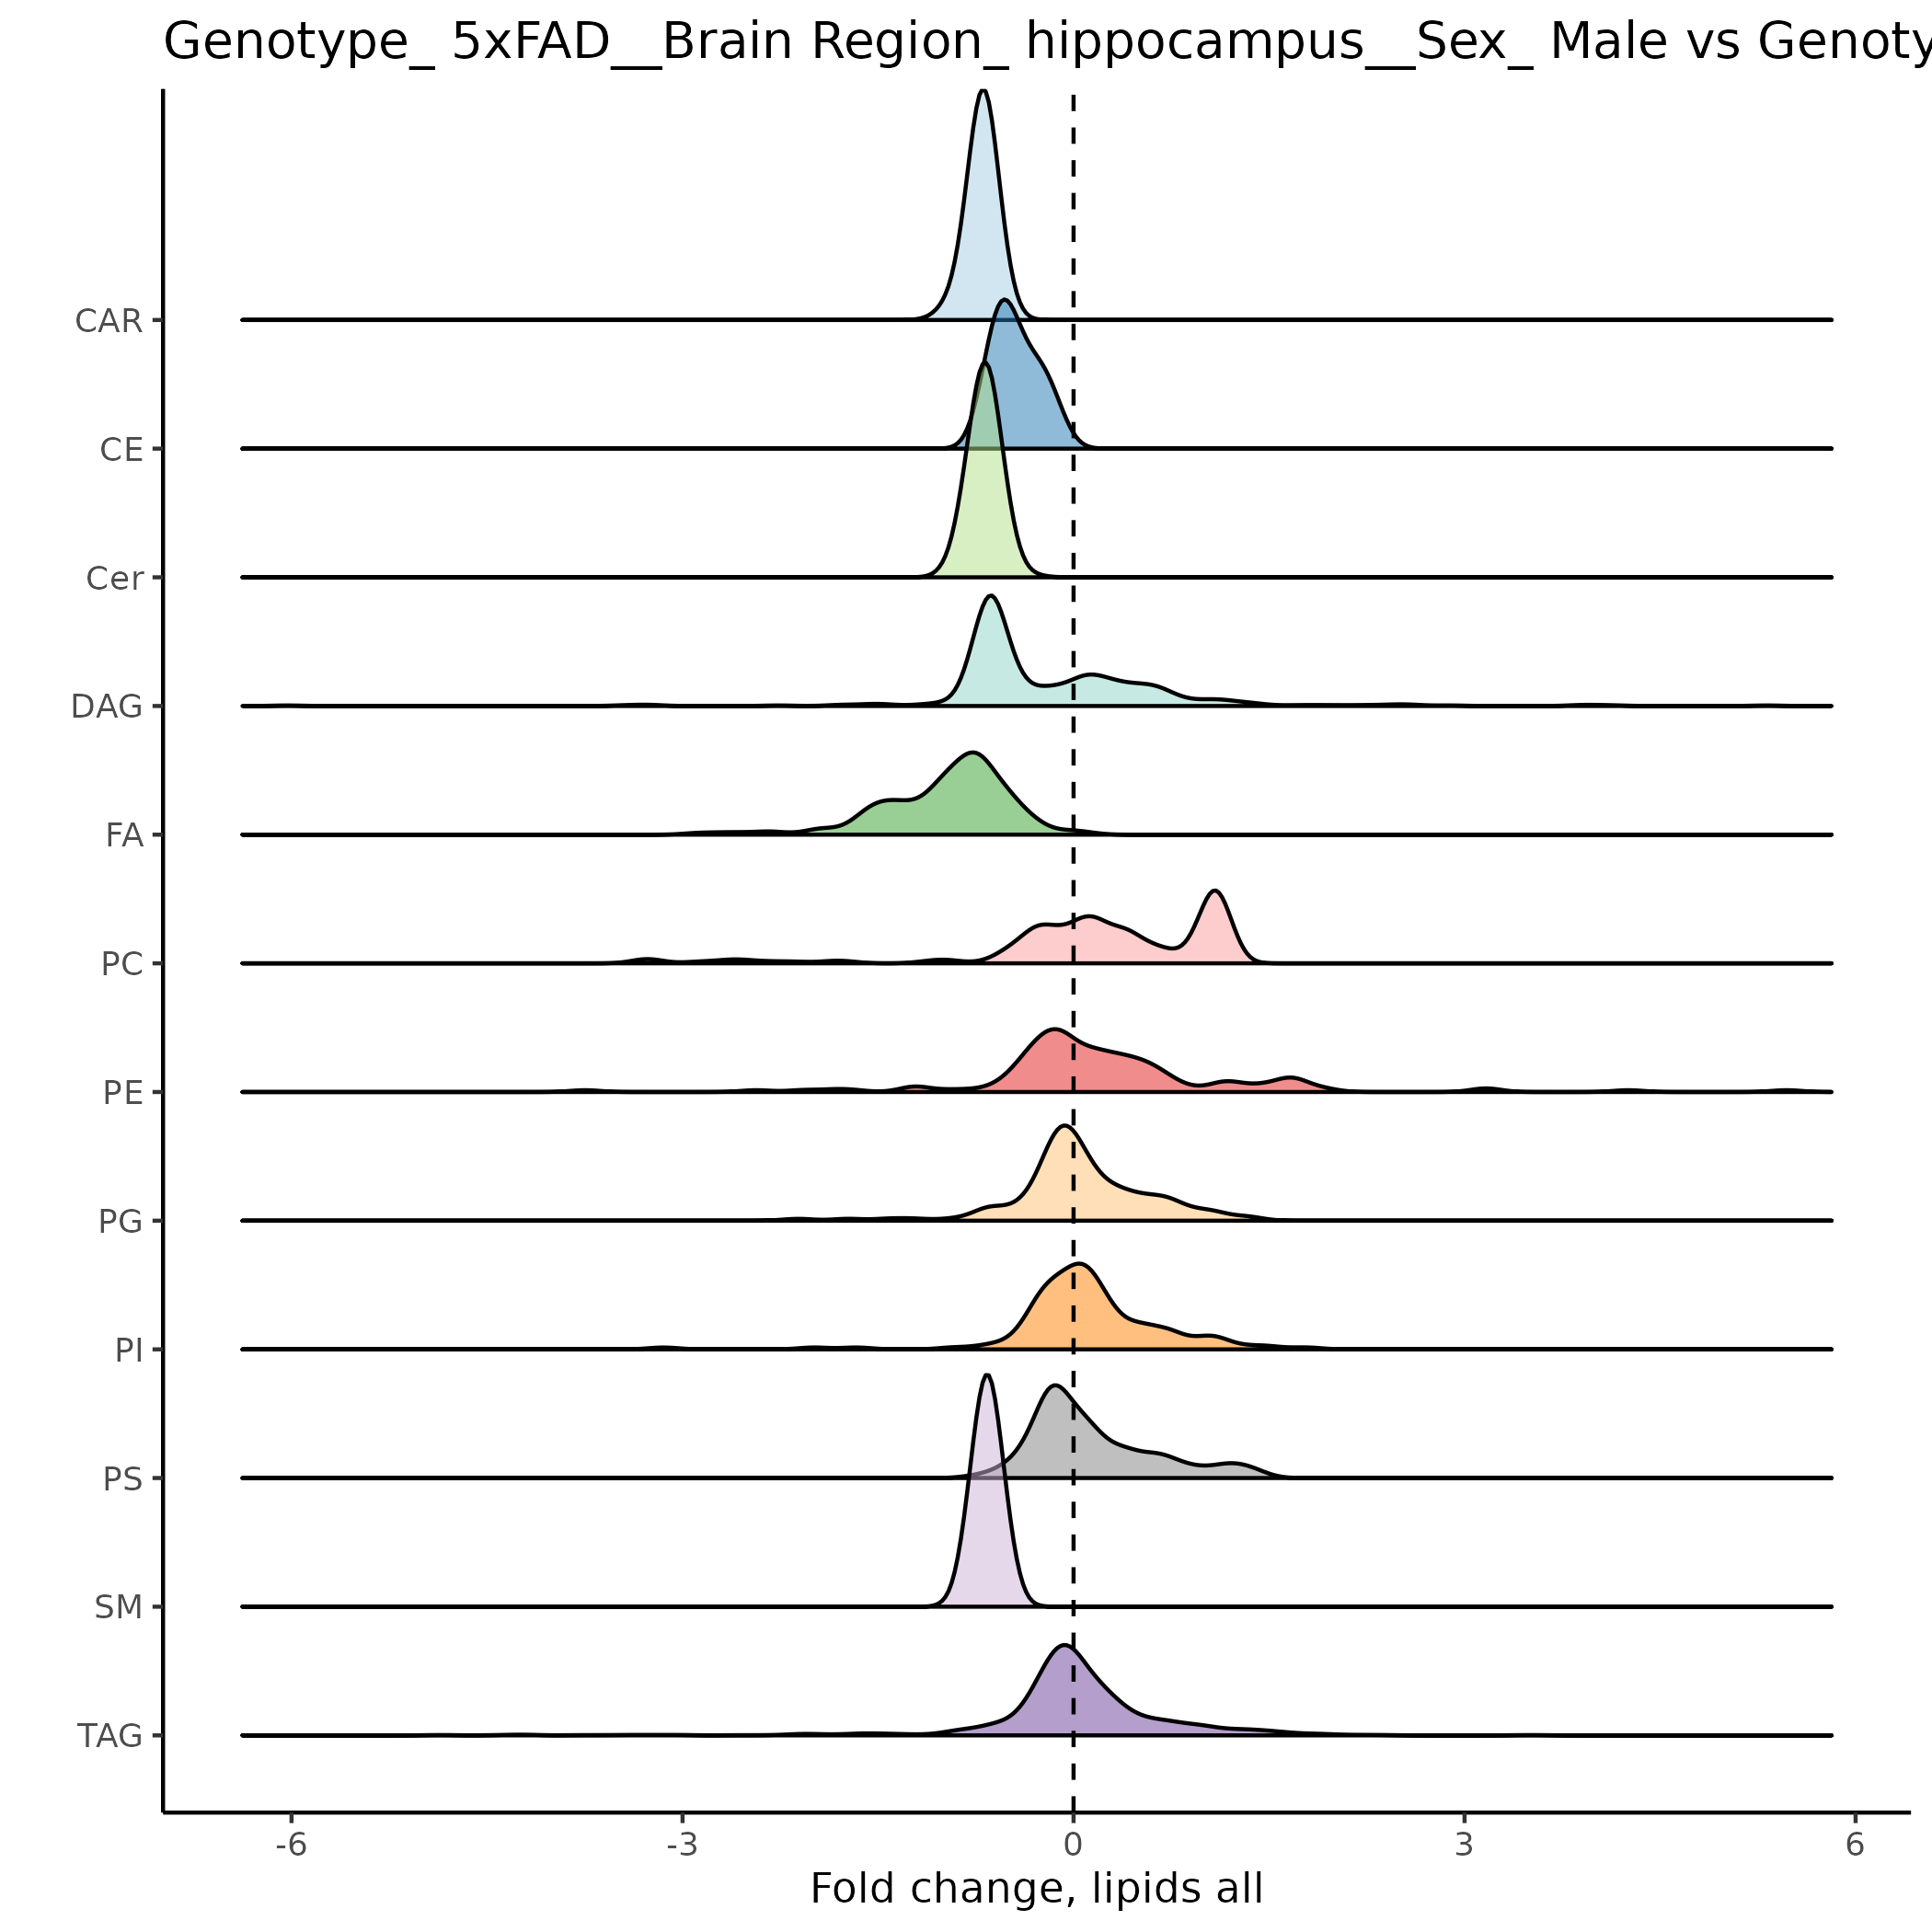 Genotype_ 5xFAD__Brain Region_ hippocampus__Sex_ Male vs Genoty
CAR
CE
Cer
DAG
FA
PC
PE
PG
PI
PS
SM
TAG
-6 -3 0 3 6
Fold change, lipids all